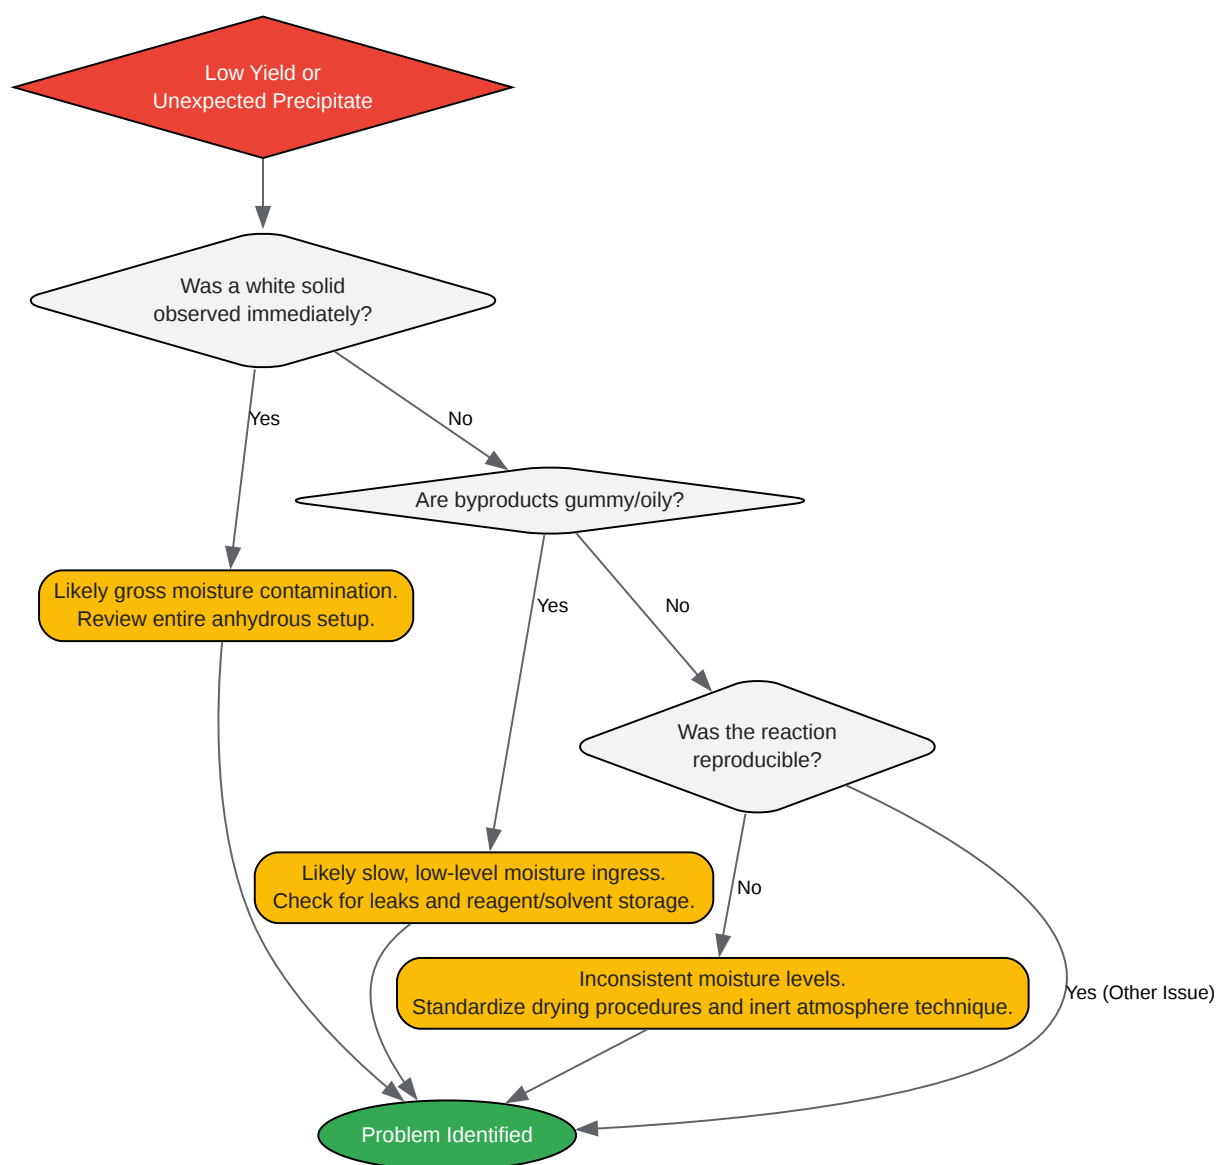 Low Yield or
Unexpected Precipitate
Was a white solid
observed immediately?
Yes
No
Are byproducts gummy/oily?
Likely gross moisture contamination.
Review entire anhydrous setup.
Yes
No
Was the reaction
reproducible?
Likely slow, low-level moisture ingress.
Check for leaks and reagent/solvent storage.
No
Inconsistent moisture levels.
Standardize drying procedures and inert atmosphere technique.
Yes (Other Issue)
Problem Identified